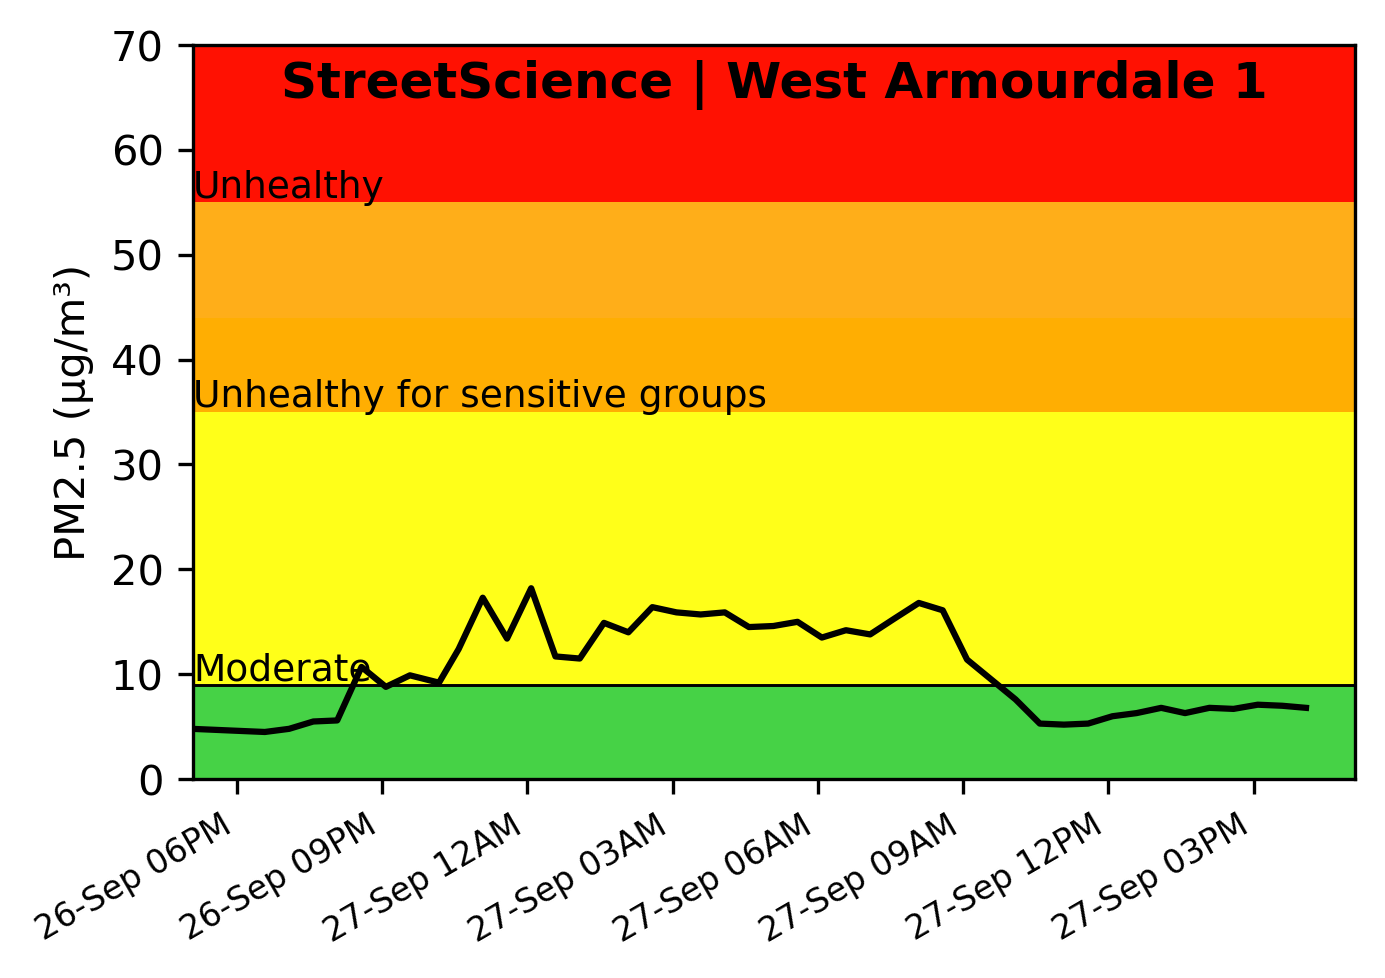 StreetScience | West Armourdale 1
PM2.5 (µg/m³)
70
60
50
40
30
20
10
0
Unhealthy
Unhealthy for sensitive groups
Moderate
26-Sep 06PM
26-Sep 09PM
27-Sep 12AM
27-Sep 03AM
27-Sep 06AM
27-Sep 09AM
27-Sep 12PM
27-Sep 03PM